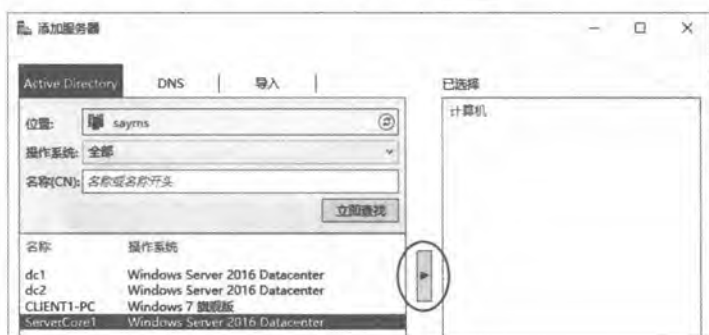 添加服务器
Active Directory DNS 导入
已选择
计算机
位置: sayms
操作系统: 全部
名称(CN): 名称或名称开头
立即查找
名称 操作系统
dc1 Windows Server 2016 Datacenter
dc2 Windows Server 2016 Datacenter
CLIENT1-PC Windows 7 旗舰版
ServerCore1 Windows Server 2016 Datacenter